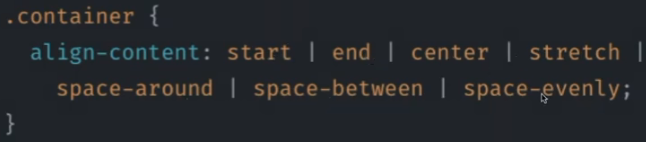 .container {
align-content: start | end | center | stretch |
space-around | space-between | space-evenly;
}